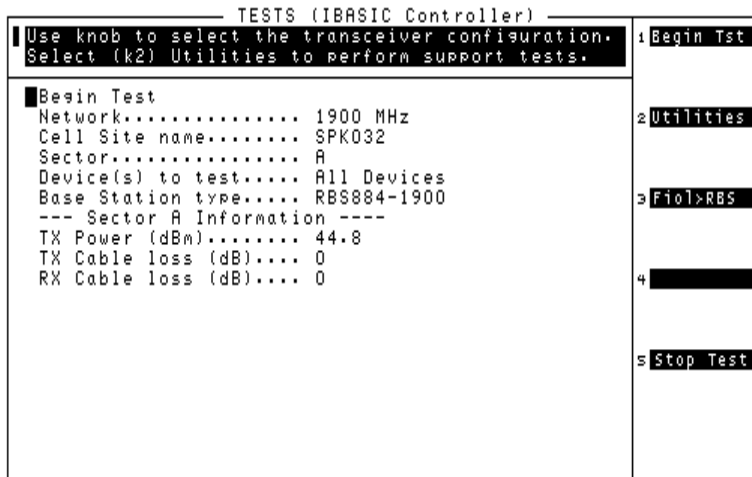 TESTS (IBASIC Controller)
Use knob to select the transceiver configuration.
Select (k2) Utilities to perform support tests.
1 Begin Tst
Begin Test
Network............... 1900 MHz
2 Utilities
Cell Site name........ SPK032
Sector................ A
Device(s) to test..... All Devices
Base Station type..... RBS884-1900
3 Fiol>RBS
--- Sector A Information ----
TX Power (dBm)........ 44.8
TX Cable loss (dB).... 0
RX Cable loss (dB).... 0
4
5 Stop Test